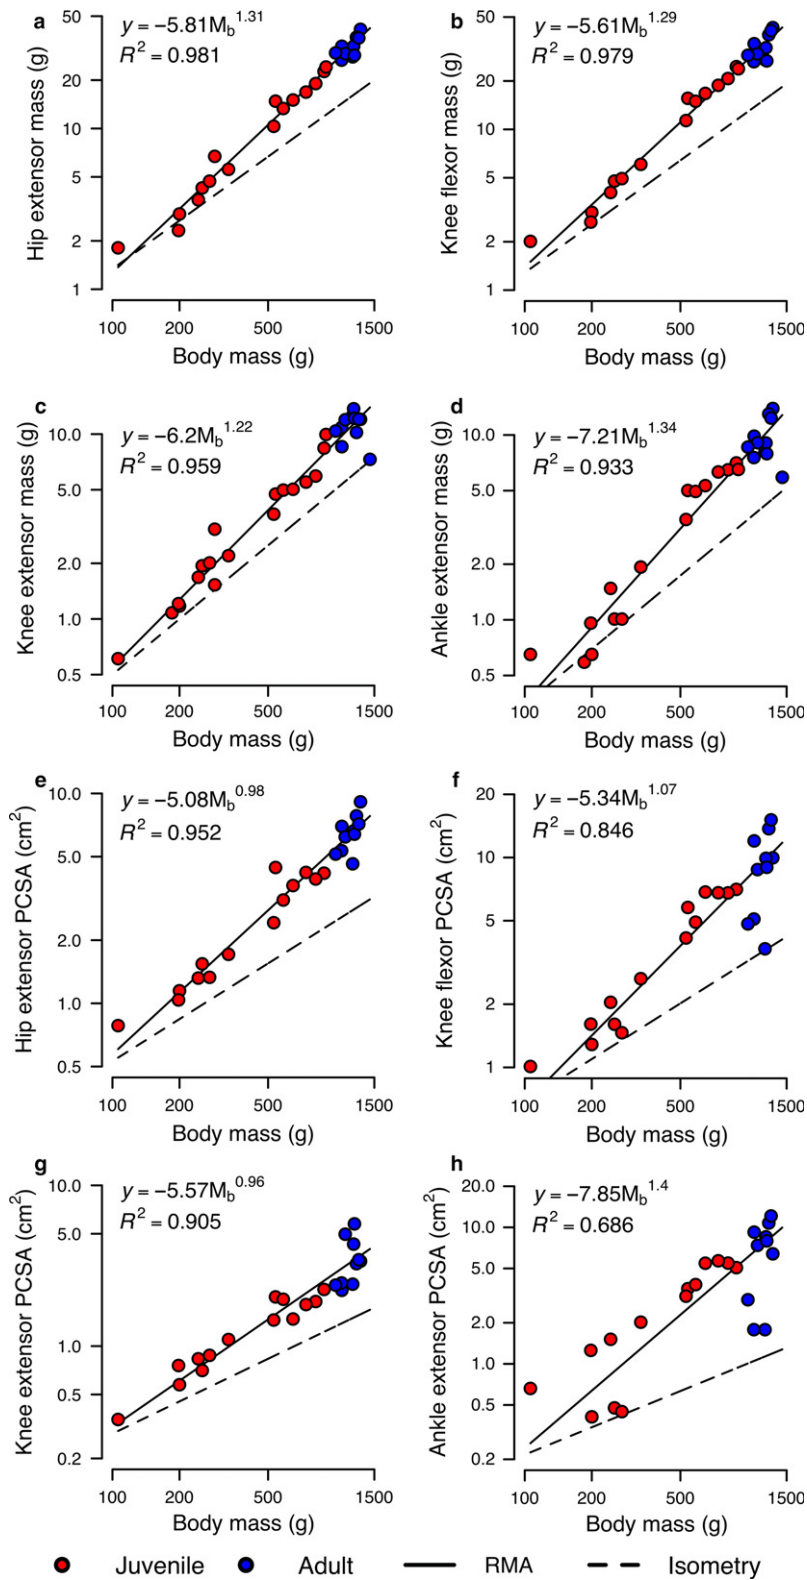 a
y = −5.81M_b^1.31
R² = 0.981
50
20
10
5
2
1
Hip extensor mass (g)
100 200 500 1500
Body mass (g)
b
y = −5.61M_b^1.29
R² = 0.979
50
20
10
5
2
1
Knee flexor mass (g)
100 200 500 1500
Body mass (g)
c
y = −6.2M_b^1.22
R² = 0.959
10.0
5.0
2.0
1.0
0.5
Knee extensor mass (g)
100 200 500 1500
Body mass (g)
d
y = −7.21M_b^1.34
R² = 0.933
10.0
5.0
2.0
1.0
0.5
Ankle extensor mass (g)
100 200 500 1500
Body mass (g)
e
y = −5.08M_b^0.98
R² = 0.952
10.0
5.0
2.0
1.0
0.5
Hip extensor PCSA (cm²)
100 200 500 1500
Body mass (g)
f
y = −5.34M_b^1.07
R² = 0.846
20
10
5
2
1
Knee flexor PCSA (cm²)
100 200 500 1500
Body mass (g)
g
y = −5.57M_b^0.96
R² = 0.905
10.0
5.0
1.0
0.5
0.2
Knee extensor PCSA (cm²)
100 200 500 1500
Body mass (g)
h
y = −7.85M_b^1.4
R² = 0.686
20.0
10.0
5.0
2.0
1.0
0.5
0.2
Ankle extensor PCSA (cm²)
100 200 500 1500
Body mass (g)
Juvenile Adult RMA Isometry